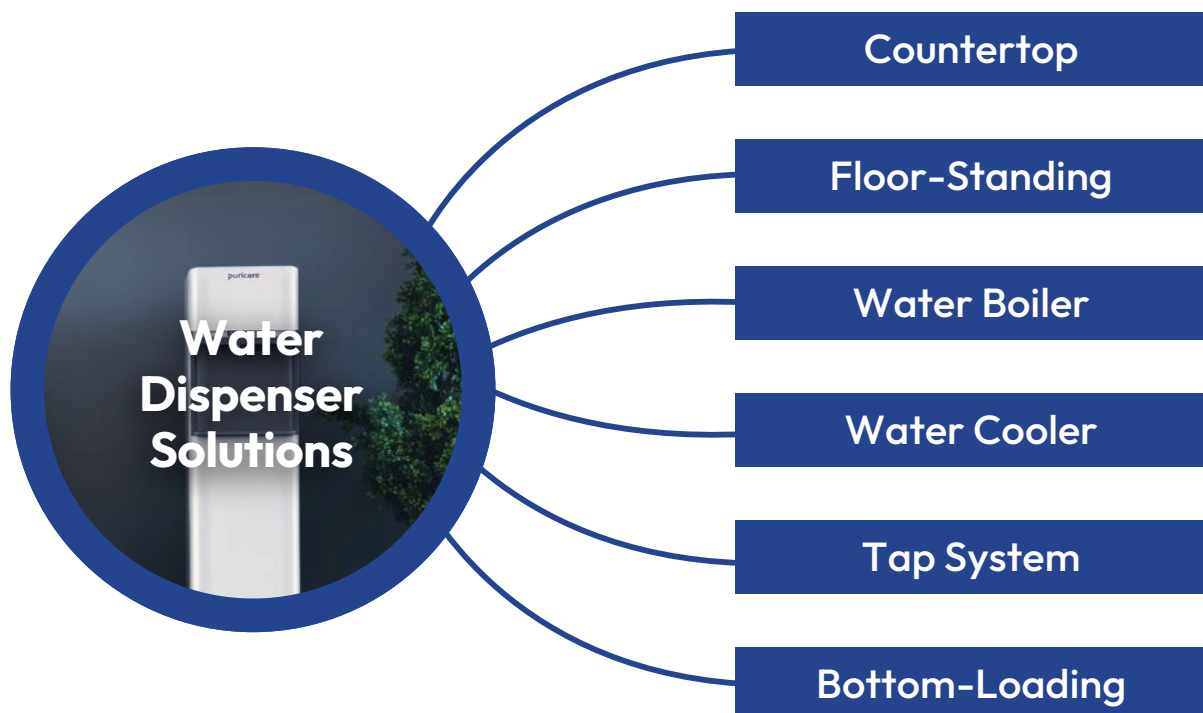 Countertop
Floor-Standing
puricare
Water
Dispenser
Solutions
Water Boiler
Water Cooler
Tap System
Bottom-Loading